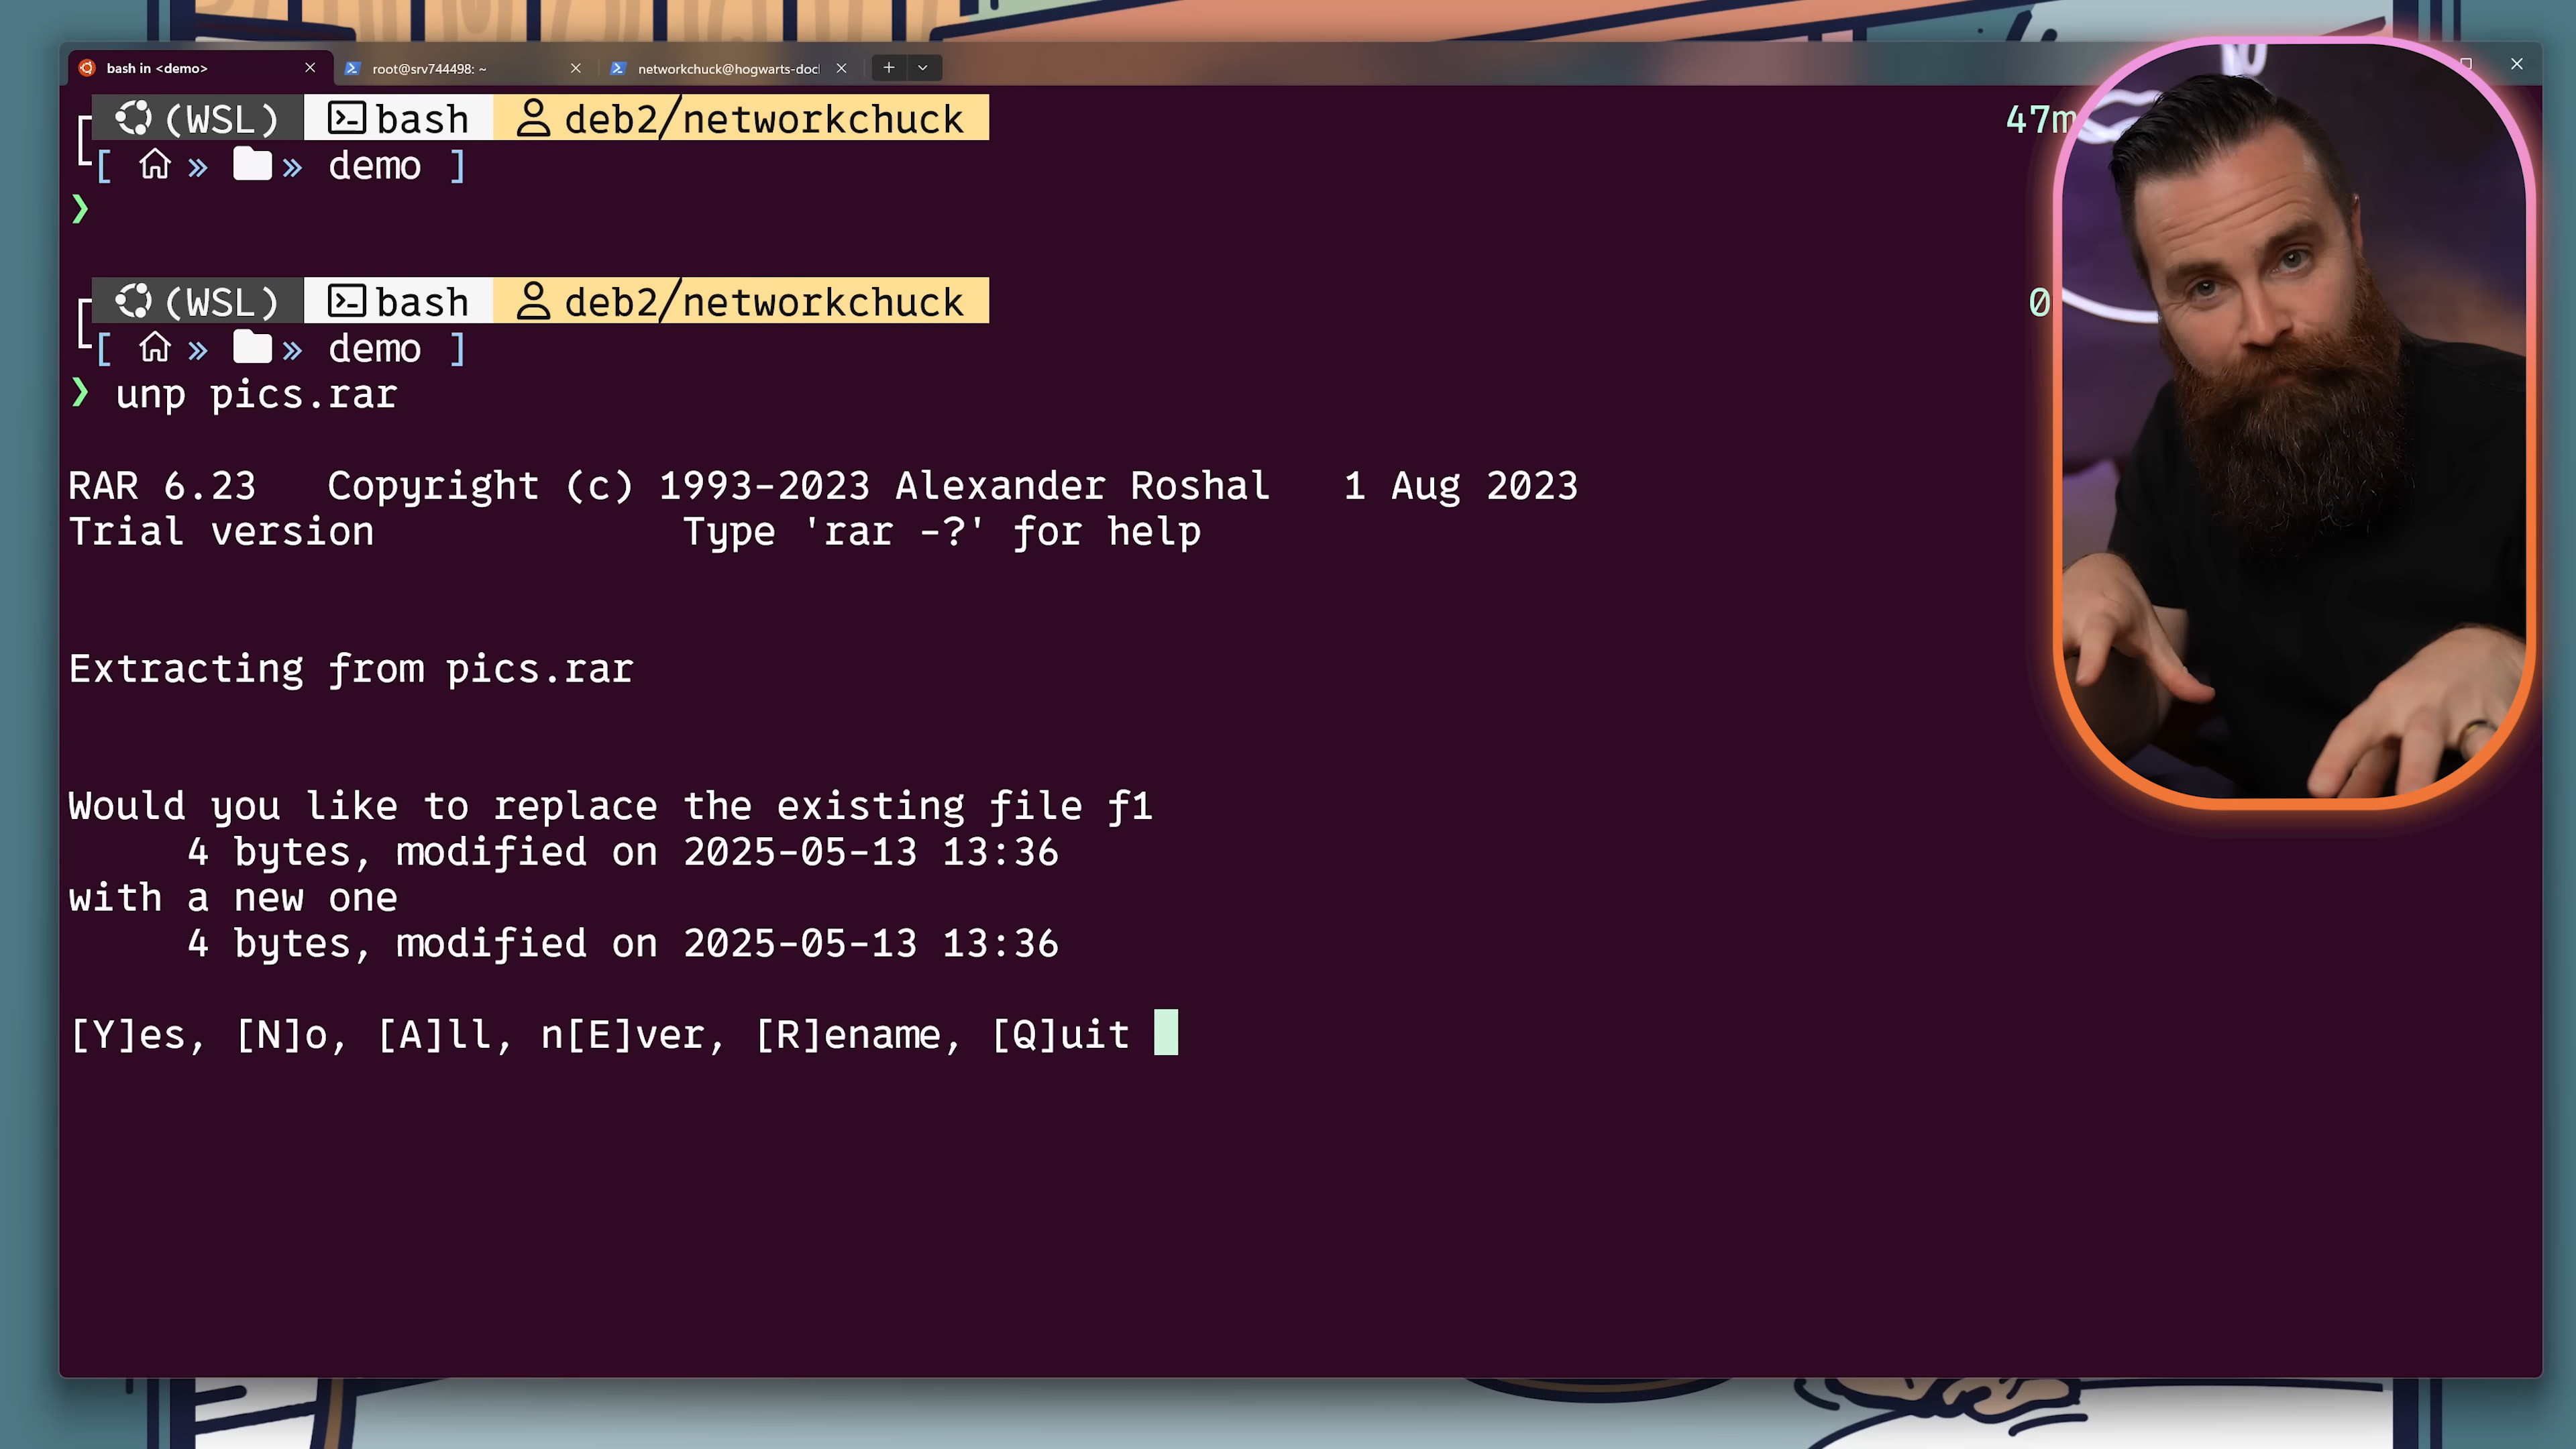 bash in <demo>
root@srv744498: ~
networkchuck@hogwarts-doc
(WSL) bash deb2/networkchuck 47m
[ » » demo ]
❯
(WSL) bash deb2/networkchuck 0
[ » » demo ]
❯ unp pics.rar
RAR 6.23 Copyright (c) 1993-2023 Alexander Roshal 1 Aug 2023
Trial version Type 'rar -?' for help
Extracting from pics.rar
Would you like to replace the existing file f1
4 bytes, modified on 2025-05-13 13:36
with a new one
4 bytes, modified on 2025-05-13 13:36
[Y]es, [N]o, [A]ll, n[E]ver, [R]ename, [Q]uit